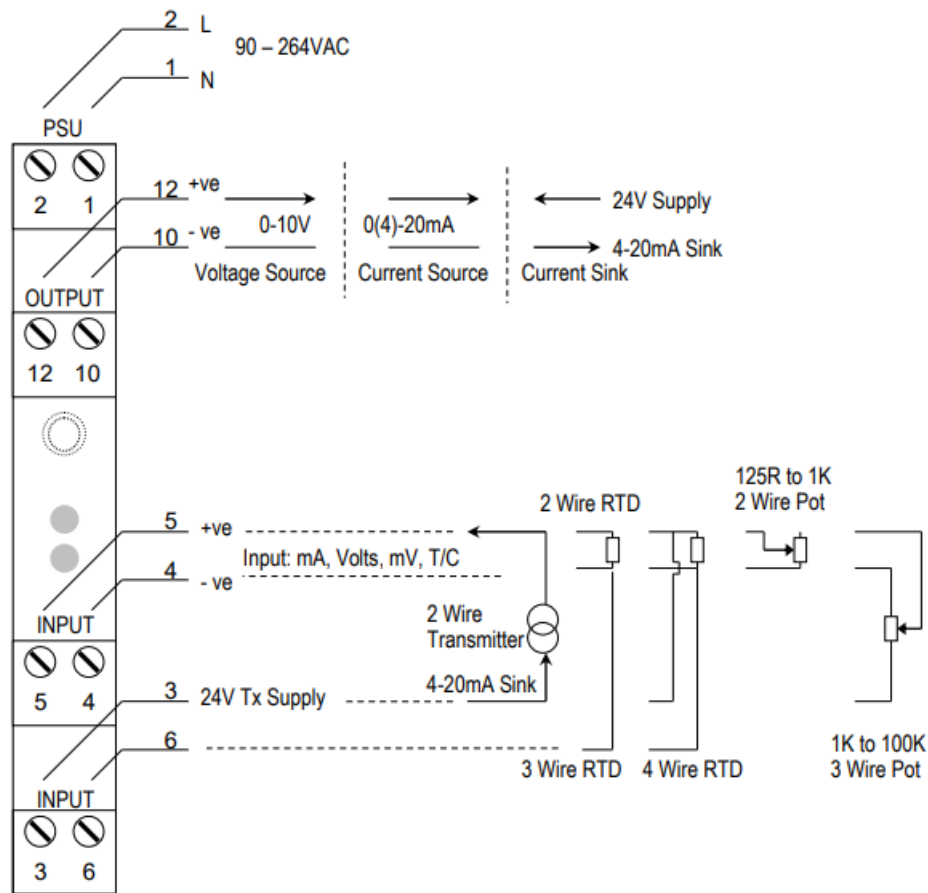 2 L
90 – 264VAC
1 N
PSU
2 1
12 +ve
0-10V
0(4)-20mA
24V Supply
10 - ve
4-20mA Sink
Voltage Source
Current Source
Current Sink
OUTPUT
12 10
125R to 1K
2 Wire Pot
2 Wire RTD
5 +ve
Input: mA, Volts, mV, T/C
4 - ve
INPUT
2 Wire
Transmitter
5 4
3 24V Tx Supply
4-20mA Sink
6
3 Wire RTD
4 Wire RTD
1K to 100K
3 Wire Pot
INPUT
3 6